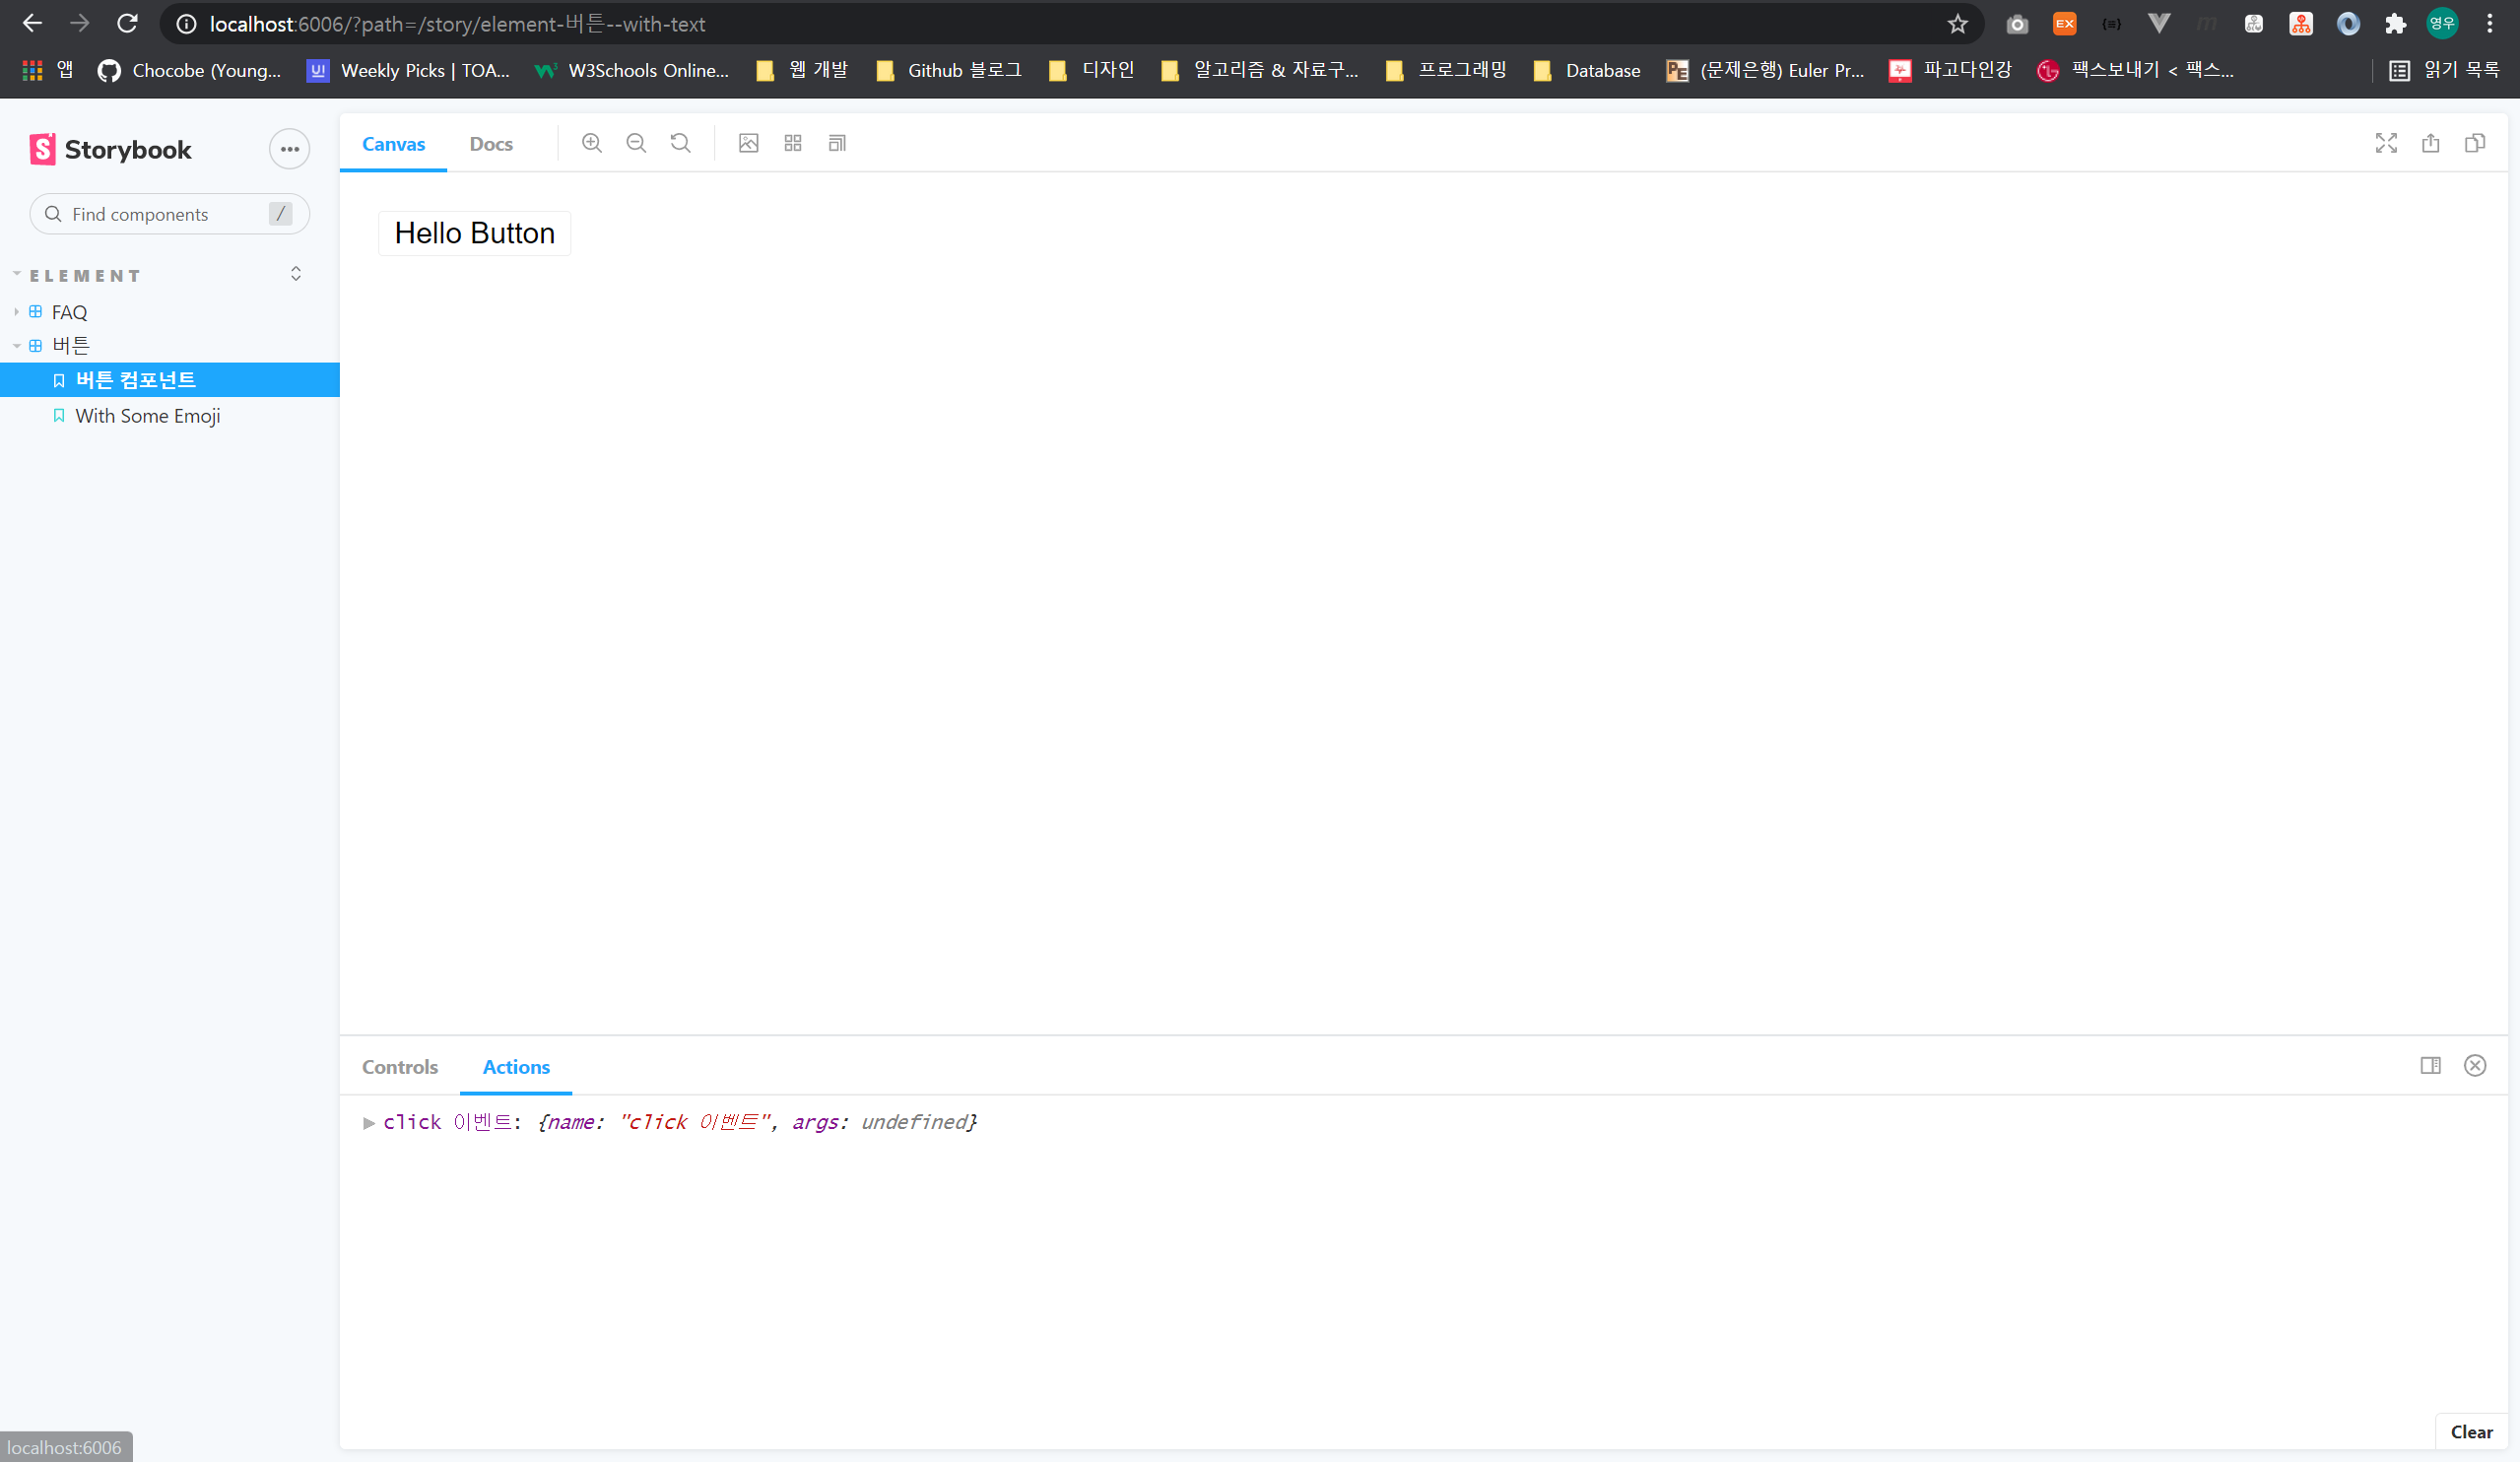 localhost:6006/?path=/story/element-버튼--with-text
EX
영우
앱
Chocobe (Young...
UI
Weekly Picks | TOA...
W3Schools Online...
웹 개발
Github 블로그
디자인
알고리즘 & 자료구...
프로그래밍
Database
PE
(문제은행) Euler Pr...
파고다인강
팩스보내기 < 팩스...
읽기 목록
Storybook
Find components
/
ELEMENT
FAQ
버튼
버튼 컴포넌트
With Some Emoji
Canvas
Docs
Hello Button
Controls
Actions
click 이벤트: {name: "click 이벤트", args: undefined}
Clear
localhost:6006